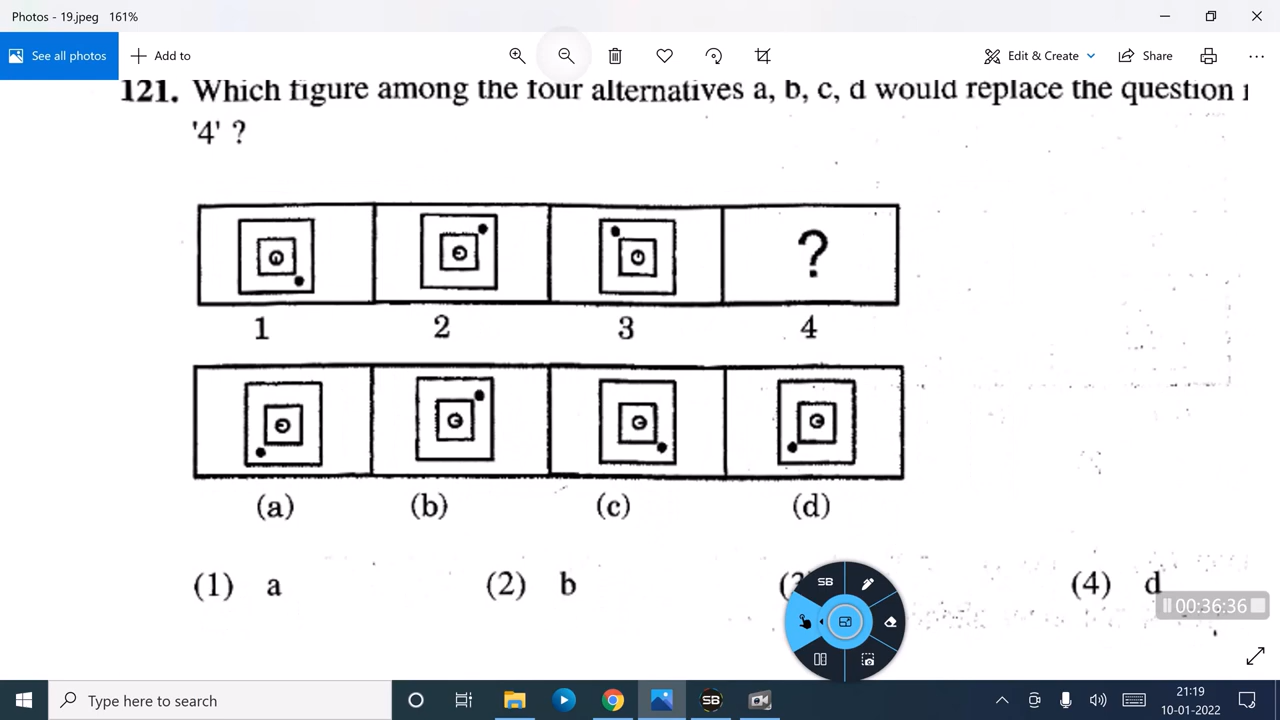 Photos - 19.jpeg 161%
See all photos
Add to
Edit & Create
Share
121. Which figure among the four alternatives a, b, c, d would replace the question
'4' ?
?
1 2 3 4
(a) (b) (c) (d)
(1) a (2) b (4) d
SB
00:36:36
Type here to search
SB
21:19
10-01-2022